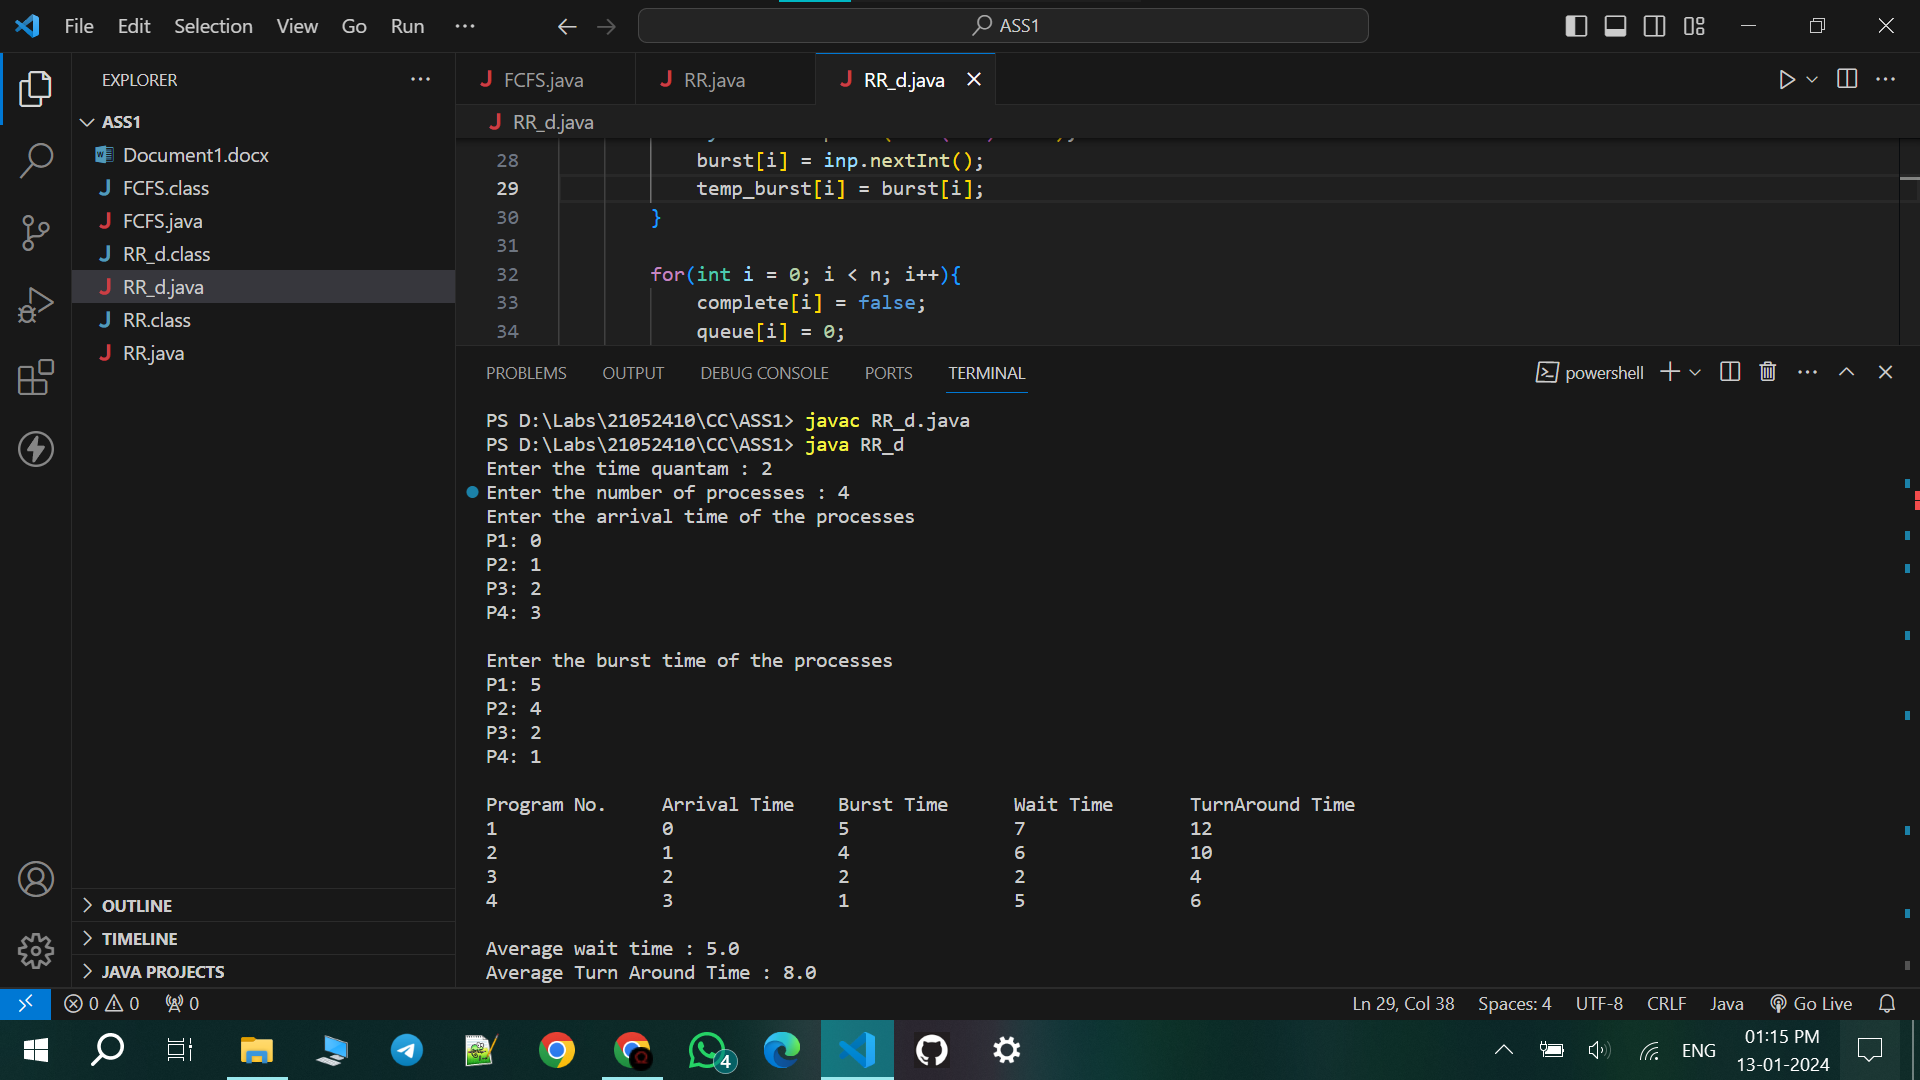 File Edit Selection View Go Run ··· ASS1
EXPLORER ···
ASS1
Document1.docx
FCFS.class
FCFS.java
RR_d.class
RR_d.java
RR.class
RR.java
OUTLINE
TIMELINE
JAVA PROJECTS
FCFS.java RR.java RR_d.java
RR_d.java
28 burst[i] = inp.nextInt();
29 temp_burst[i] = burst[i];
30 }
31
32 for(int i = 0; i < n; i++){
33 complete[i] = false;
34 queue[i] = 0;
PROBLEMS OUTPUT DEBUG CONSOLE PORTS TERMINAL powershell
PS D:\Labs\21052410\CC\ASS1> javac RR_d.java
PS D:\Labs\21052410\CC\ASS1> java RR_d
Enter the time quantam : 2
Enter the number of processes : 4
Enter the arrival time of the processes
P1: 0
P2: 1
P3: 2
P4: 3
Enter the burst time of the processes
P1: 5
P2: 4
P3: 2
P4: 1
Program No. Arrival Time Burst Time Wait Time TurnAround Time
1 0 5 7 12
2 1 4 6 10
3 2 2 2 4
4 3 1 5 6
Average wait time : 5.0
Average Turn Around Time : 8.0
0 0 0 Ln 29, Col 38 Spaces: 4 UTF-8 CRLF Java Go Live
4 ENG 01:15 PM
13-01-2024